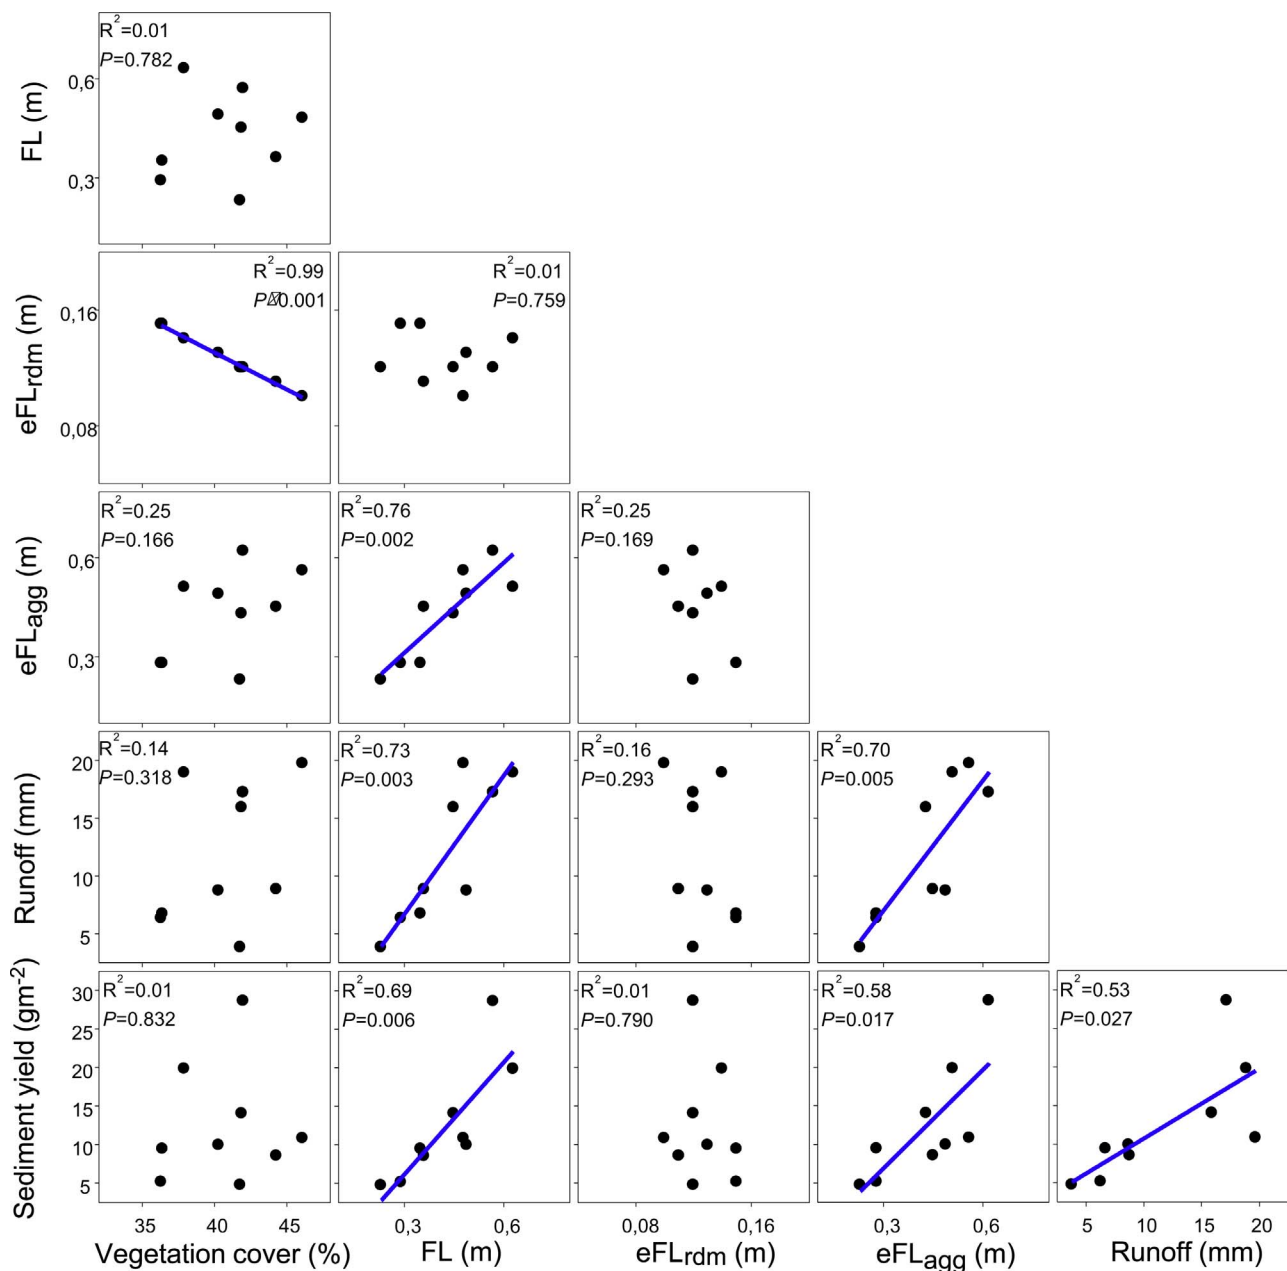 R²=0.01
P=0.782
FL (m)
0,6
0,3
R²=0.99
P 0.001
R²=0.01
P=0.759
eFLrdm (m)
0,16
0,08
R²=0.25
P=0.166
R²=0.76
P=0.002
R²=0.25
P=0.169
eFLagg (m)
0,6
0,3
R²=0.14
P=0.318
R²=0.73
P=0.003
R²=0.16
P=0.293
R²=0.70
P=0.005
Runoff (mm)
20
15
10
5
R²=0.01
P=0.832
R²=0.69
P=0.006
R²=0.01
P=0.790
R²=0.58
P=0.017
R²=0.53
P=0.027
Sediment yield (gm-2)
30
25
20
15
10
5
35 40 45
0,3 0,6
0,08 0,16
0,3 0,6
5 10 15 20
Vegetation cover (%)
FL (m)
eFLrdm (m)
eFLagg (m)
Runoff (mm)